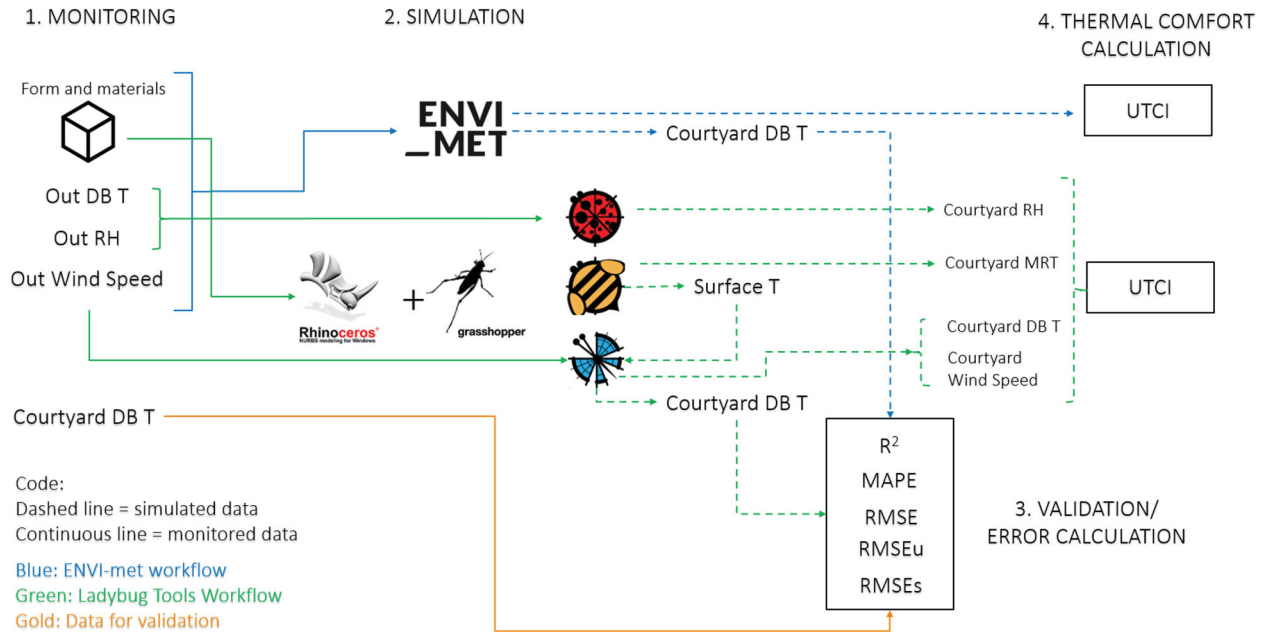 1. MONITORING
2. SIMULATION
4. THERMAL COMFORT
CALCULATION
Form and materials
ENVI
_MET
UTCI
Courtyard DB T
Out DB T
Out RH
Out Wind Speed
Courtyard RH
Courtyard MRT
Surface T
UTCI
+
Rhinoceros®
NURBS modeling for Windows
grasshopper
Courtyard DB T
Courtyard
Wind Speed
Courtyard DB T
Courtyard DB T
R²
MAPE
RMSE
RMSEu
RMSEs
3. VALIDATION/
ERROR CALCULATION
Code:
Dashed line = simulated data
Continuous line = monitored data
Blue: ENVI-met workflow
Green: Ladybug Tools Workflow
Gold: Data for validation